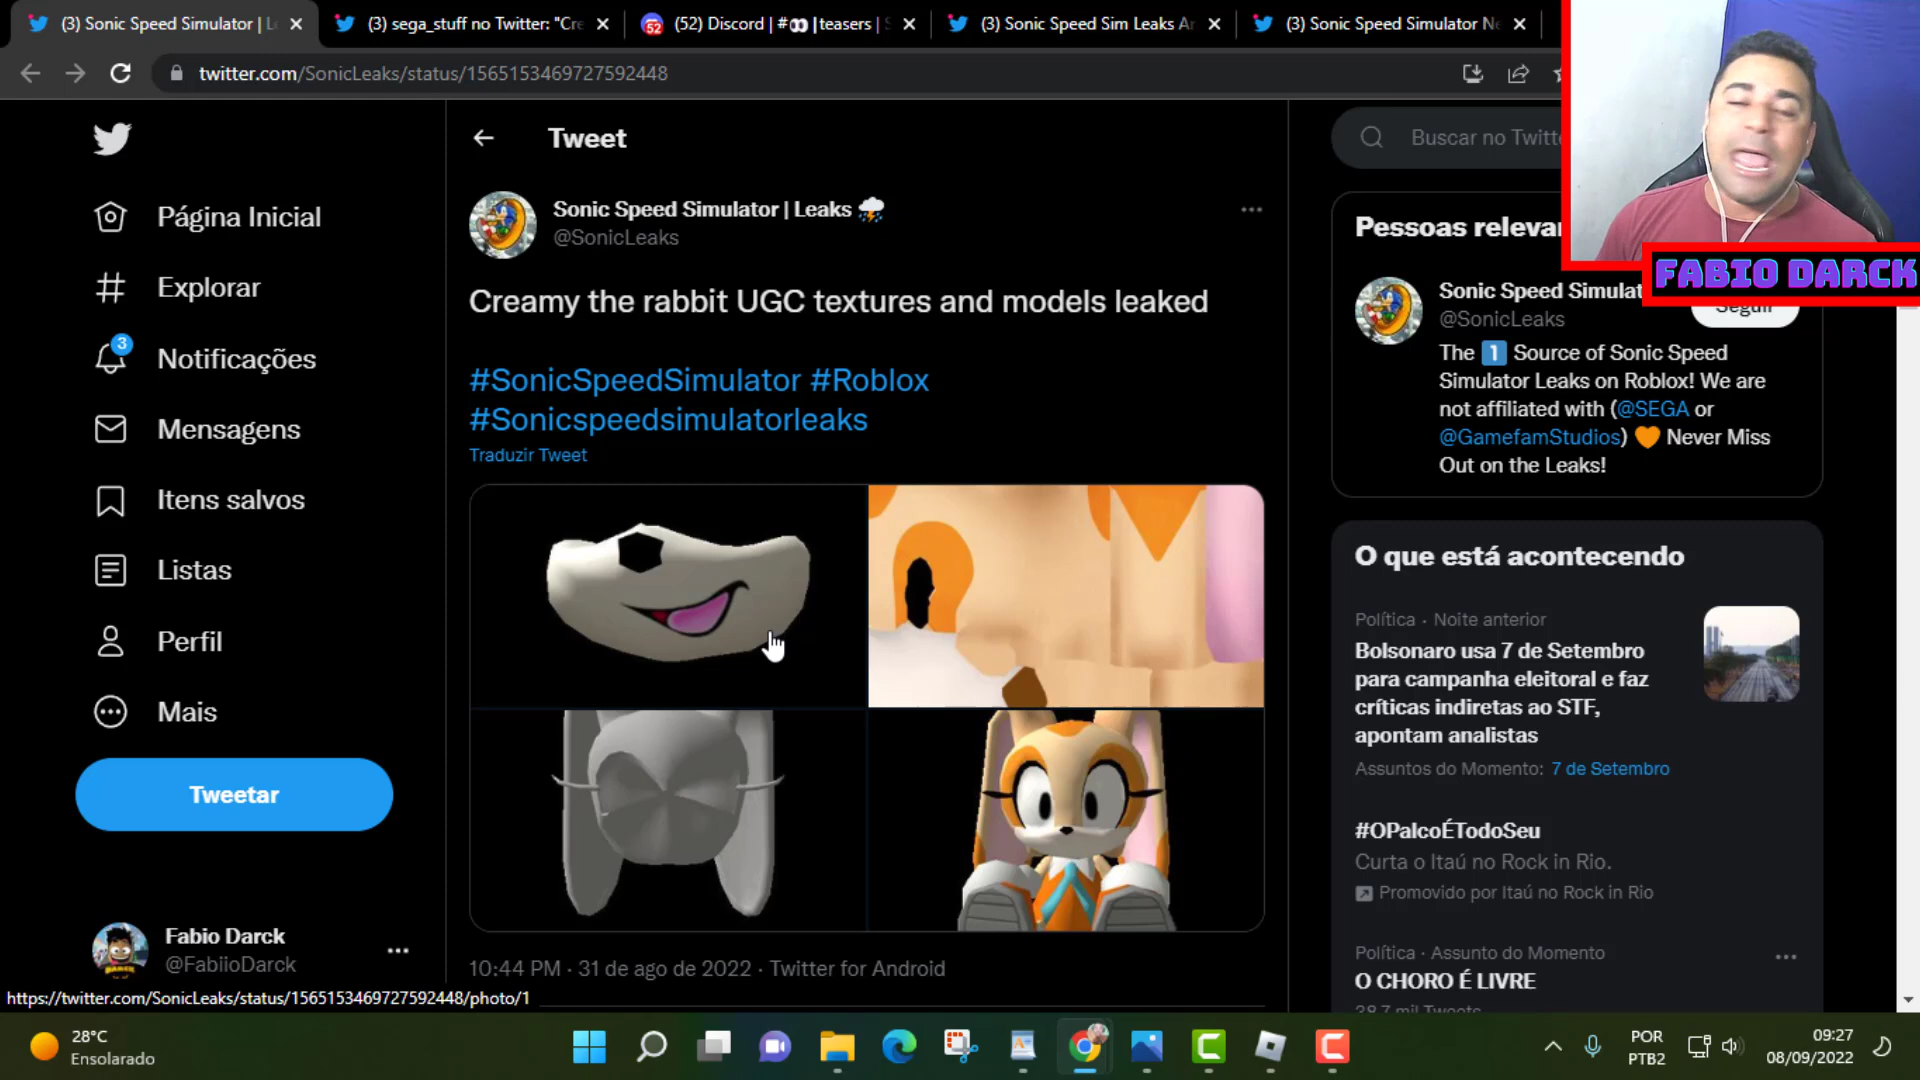 (3) Sonic Speed Simulator | L
(3) sega_stuff no Twitter: "Cre
(52) Discord | #👀|teasers | S
(3) Sonic Speed Sim Leaks Ar
(3) Sonic Speed Simulator Ne
twitter.com/SonicLeaks/status/1565153469727592448
Página Inicial
Explorar
3
Notificações
Mensagens
Itens salvos
Listas
Perfil
Mais
Tweetar
Fabio Darck
@FabiioDarck
https://twitter.com/SonicLeaks/status/1565153469727592448/photo/1
Tweet
Sonic Speed Simulator | Leaks 🌩️
@SonicLeaks
Creamy the rabbit UGC textures and models leaked
#SonicSpeedSimulator #Roblox
#Sonicspeedsimulatorleaks
Traduzir Tweet
10:44 PM · 31 de ago de 2022 · Twitter for Android
Buscar no Twitte
FABIO DARCK
Pessoas relevan
Sonic Speed Simulat
@SonicLeaks
Seguir
The 1️⃣ Source of Sonic Speed
Simulator Leaks on Roblox! We are
not affiliated with (@SEGA or
@GamefamStudios) 🧡 Never Miss
Out on the Leaks!
O que está acontecendo
Política · Noite anterior
Bolsonaro usa 7 de Setembro
para campanha eleitoral e faz
críticas indiretas ao STF,
apontam analistas
Assuntos do Momento: 7 de Setembro
#OPalcoÉTodoSeu
Curta o Itaú no Rock in Rio.
Promovido por Itaú no Rock in Rio
Política · Assunto do Momento
O CHORO É LIVRE
28°C
Ensolarado
POR
PTB2
09:27
08/09/2022